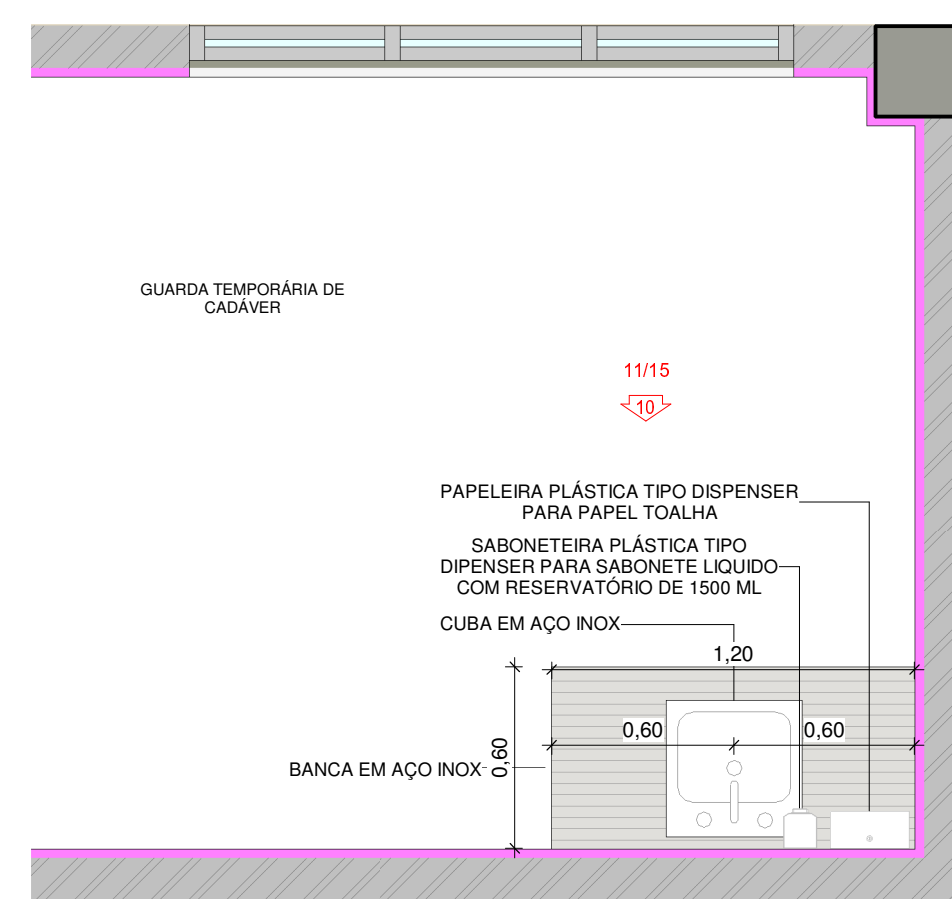 GUARDA TEMPORÁRIA DE
CADÁVER
11/15
10
PAPELEIRA PLÁSTICA TIPO DISPENSER
PARA PAPEL TOALHA
SABONETEIRA PLÁSTICA TIPO
DIPENSER PARA SABONETE LIQUIDO
COM RESERVATÓRIO DE 1500 ML
CUBA EM AÇO INOX
1,20
0,60
0,60
0,60
BANCA EM AÇO INOX